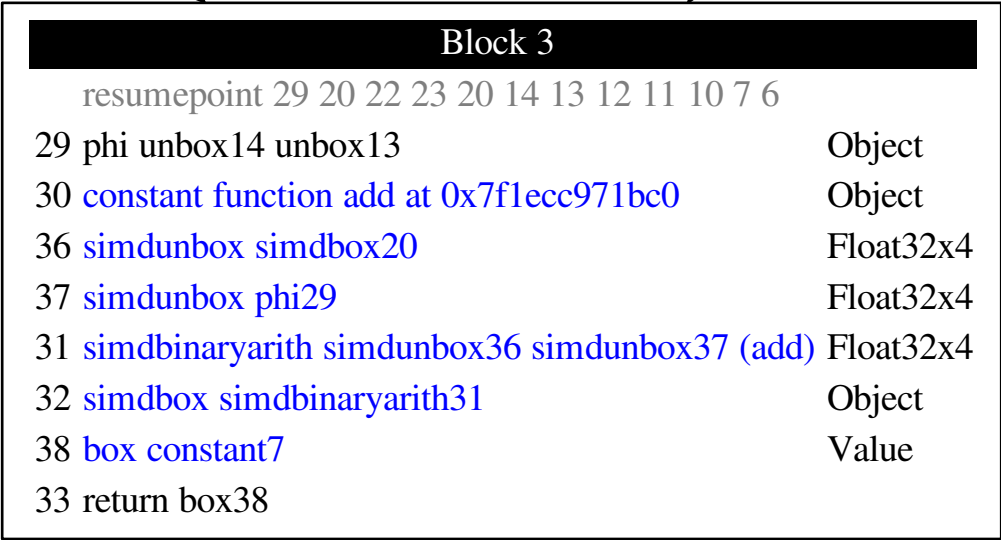 Block 3
resumepoint 29 20 22 23 20 14 13 12 11 10 7 6
29 phi unbox14 unbox13 Object
30 constant function add at 0x7f1ecc971bc0 Object
36 simdunbox simdbox20 Float32x4
37 simdunbox phi29 Float32x4
31 simdbinaryarith simdunbox36 simdunbox37 (add) Float32x4
32 simdbox simdbinaryarith31 Object
38 box constant7 Value
33 return box38